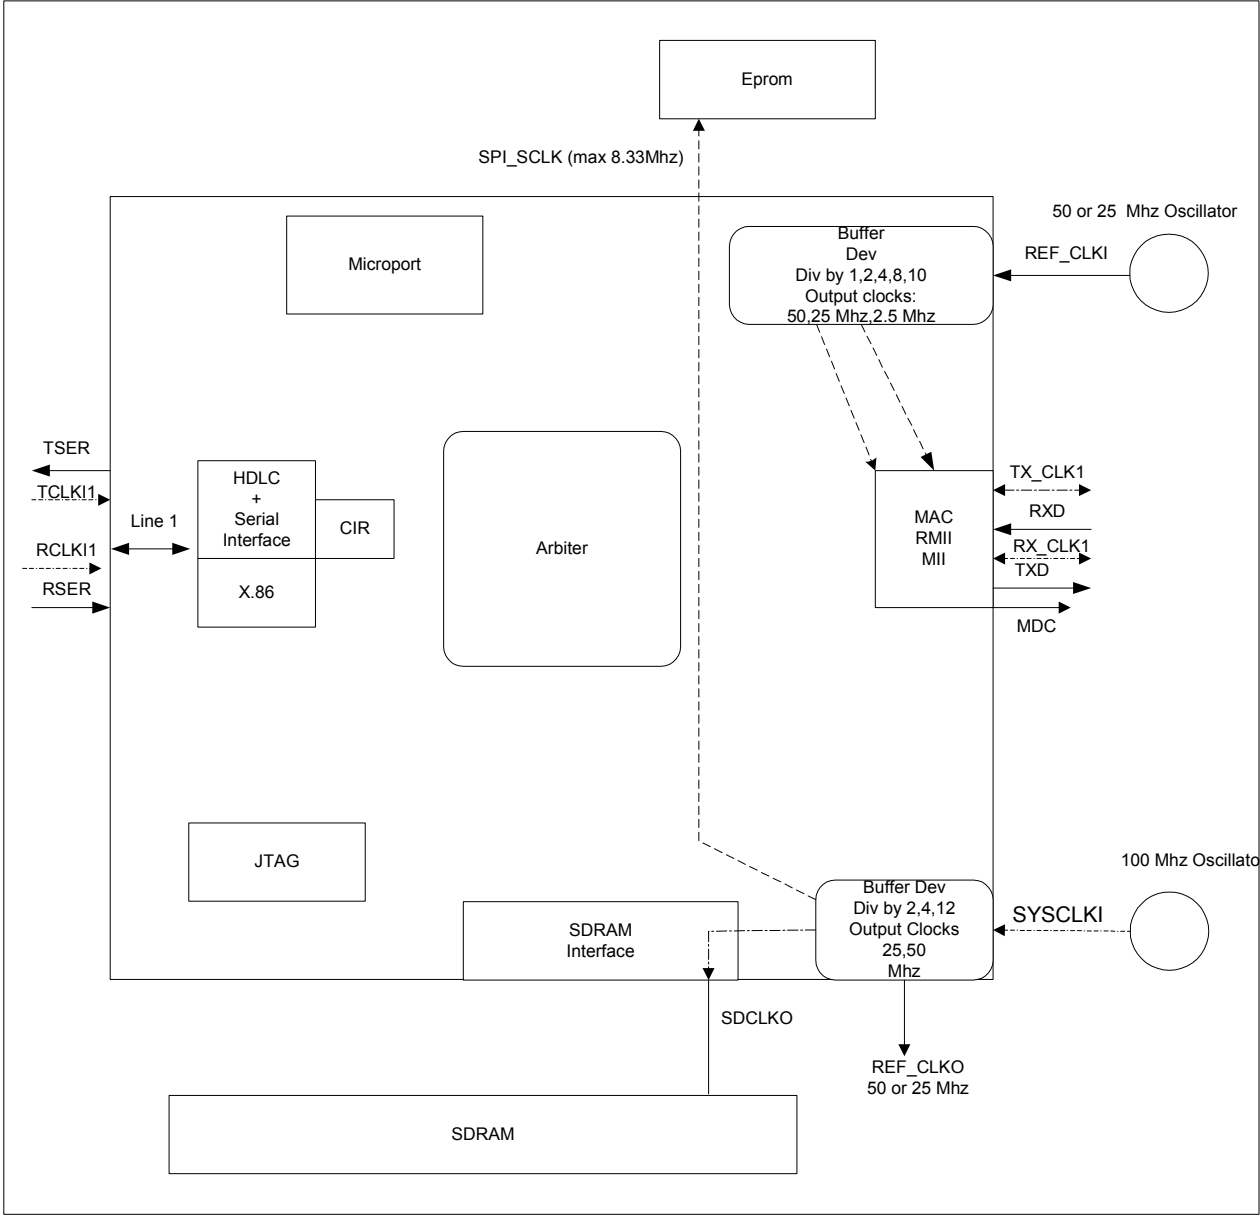 Eprom
SPI_SCLK (max 8.33Mhz)
50 or 25 Mhz Oscillator
Microport
Buffer
Dev
Div by 1,2,4,8,10
Output clocks:
50,25 Mhz,2.5 Mhz
REF_CLKI
TSER
TCLKI1
Line 1
RCLKI1
RSER
HDLC
+
Serial
Interface
CIR
X.86
Arbiter
MAC
RMII
MII
TX_CLK1
RXD
RX_CLK1
TXD
MDC
JTAG
SDRAM
Interface
Buffer Dev
Div by 2,4,12
Output Clocks
25,50
Mhz
100 Mhz Oscillato
SYSCLKI
SDCLKO
REF_CLKO
50 or 25 Mhz
SDRAM